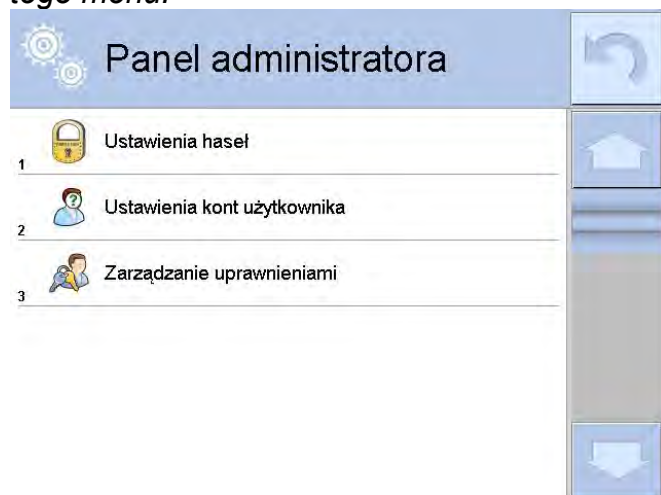 tego menu.
Panel administratora
1 Ustawienia haseł
2 Ustawienia kont użytkownika
3 Zarządzanie uprawnieniami